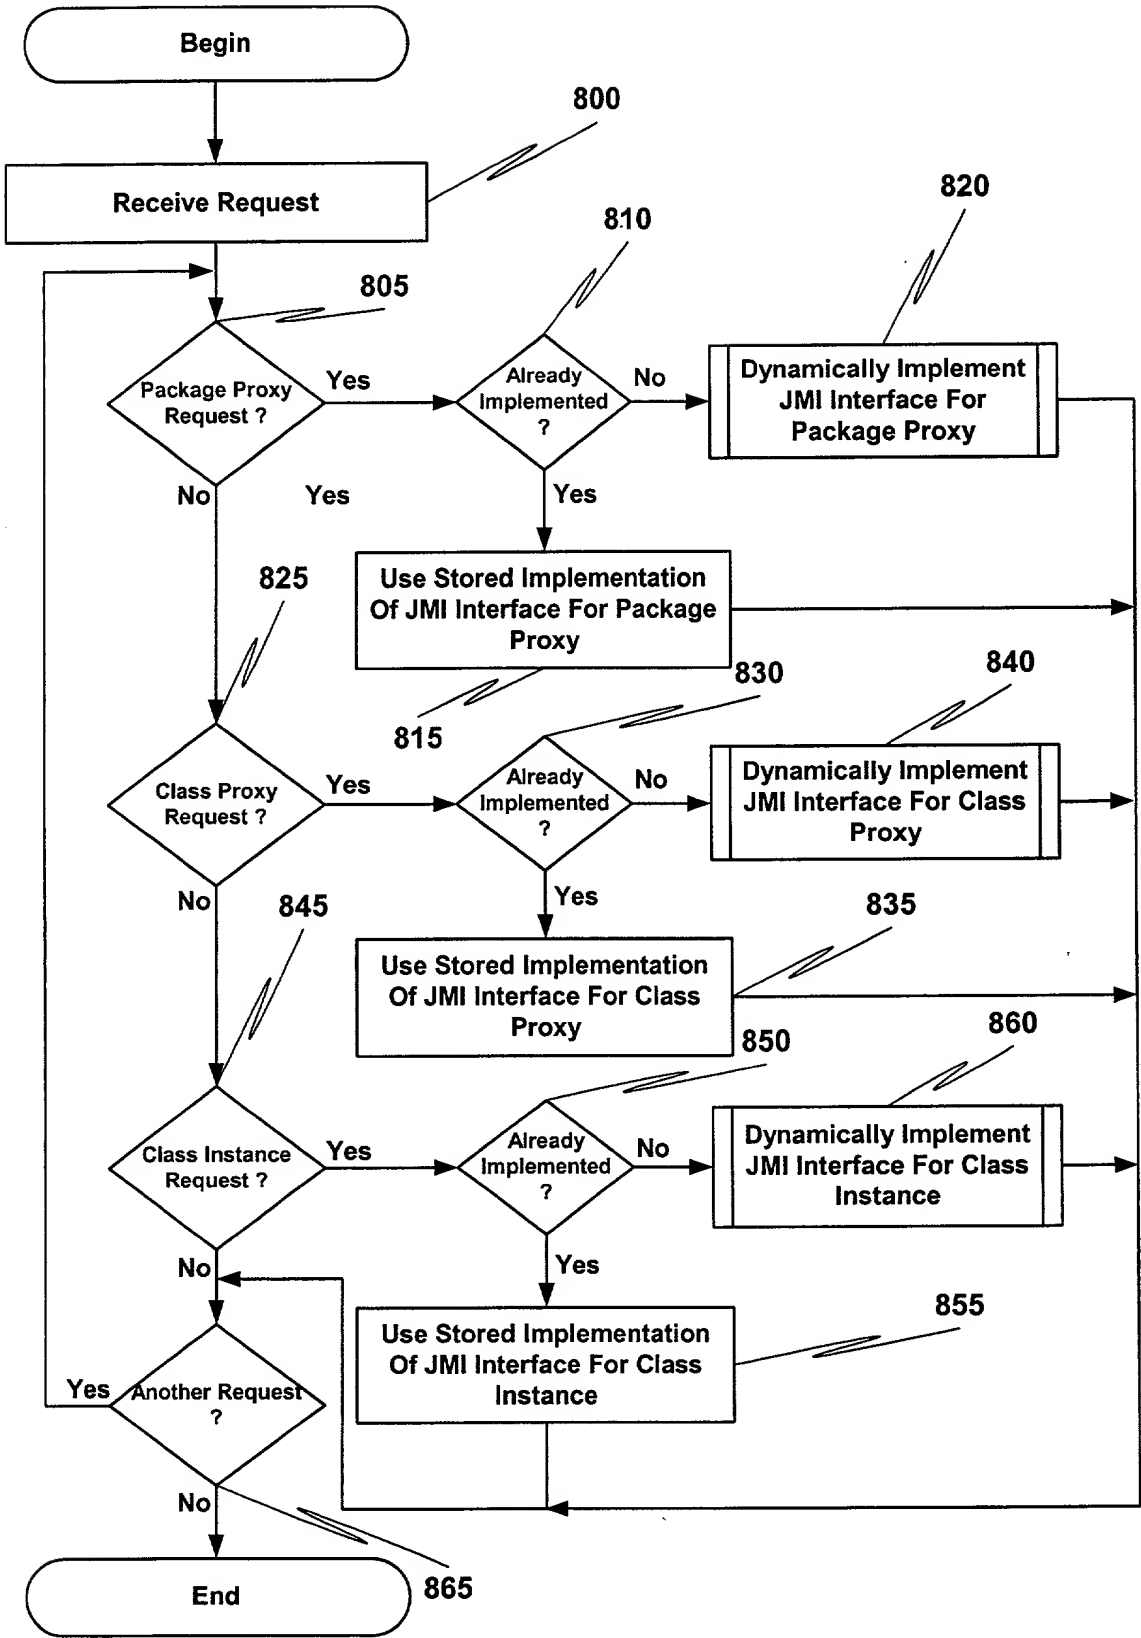 Begin
800
Receive Request
820
810
805
Package Proxy
Request ?
Yes
Already
Implemented
?
No
Dynamically Implement
JMI Interface For
Package Proxy
No
Yes
Yes
825
Use Stored Implementation
Of JMI Interface For Package
Proxy
815
830
840
Class Proxy
Request ?
Yes
Already
Implemented
?
No
Dynamically Implement
JMI Interface For Class
Proxy
No
Yes
845
835
Use Stored Implementation
Of JMI Interface For Class
Proxy
850
860
Class Instance
Request ?
Yes
Already
Implemented
?
No
Dynamically Implement
JMI Interface For Class
Instance
No
Yes
855
Use Stored Implementation
Of JMI Interface For Class
Instance
Yes
Another Request
?
No
865
End